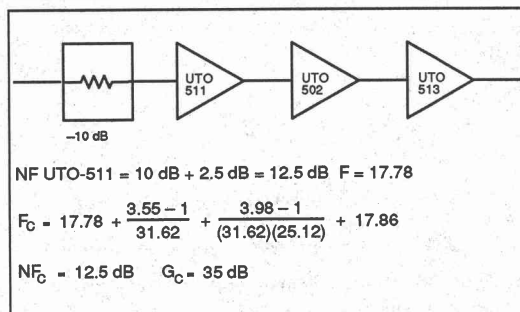 UTO
511
UTO
502
UTO
513
–10 dB
NF UTO-511 = 10 dB + 2.5 dB = 12.5 dB F = 17.78
F_C = 17.78 + (3.55 – 1)/31.62 + (3.98 – 1)/((31.62)(25.12)) + 17.86
NF_C = 12.5 dB G_C = 35 dB